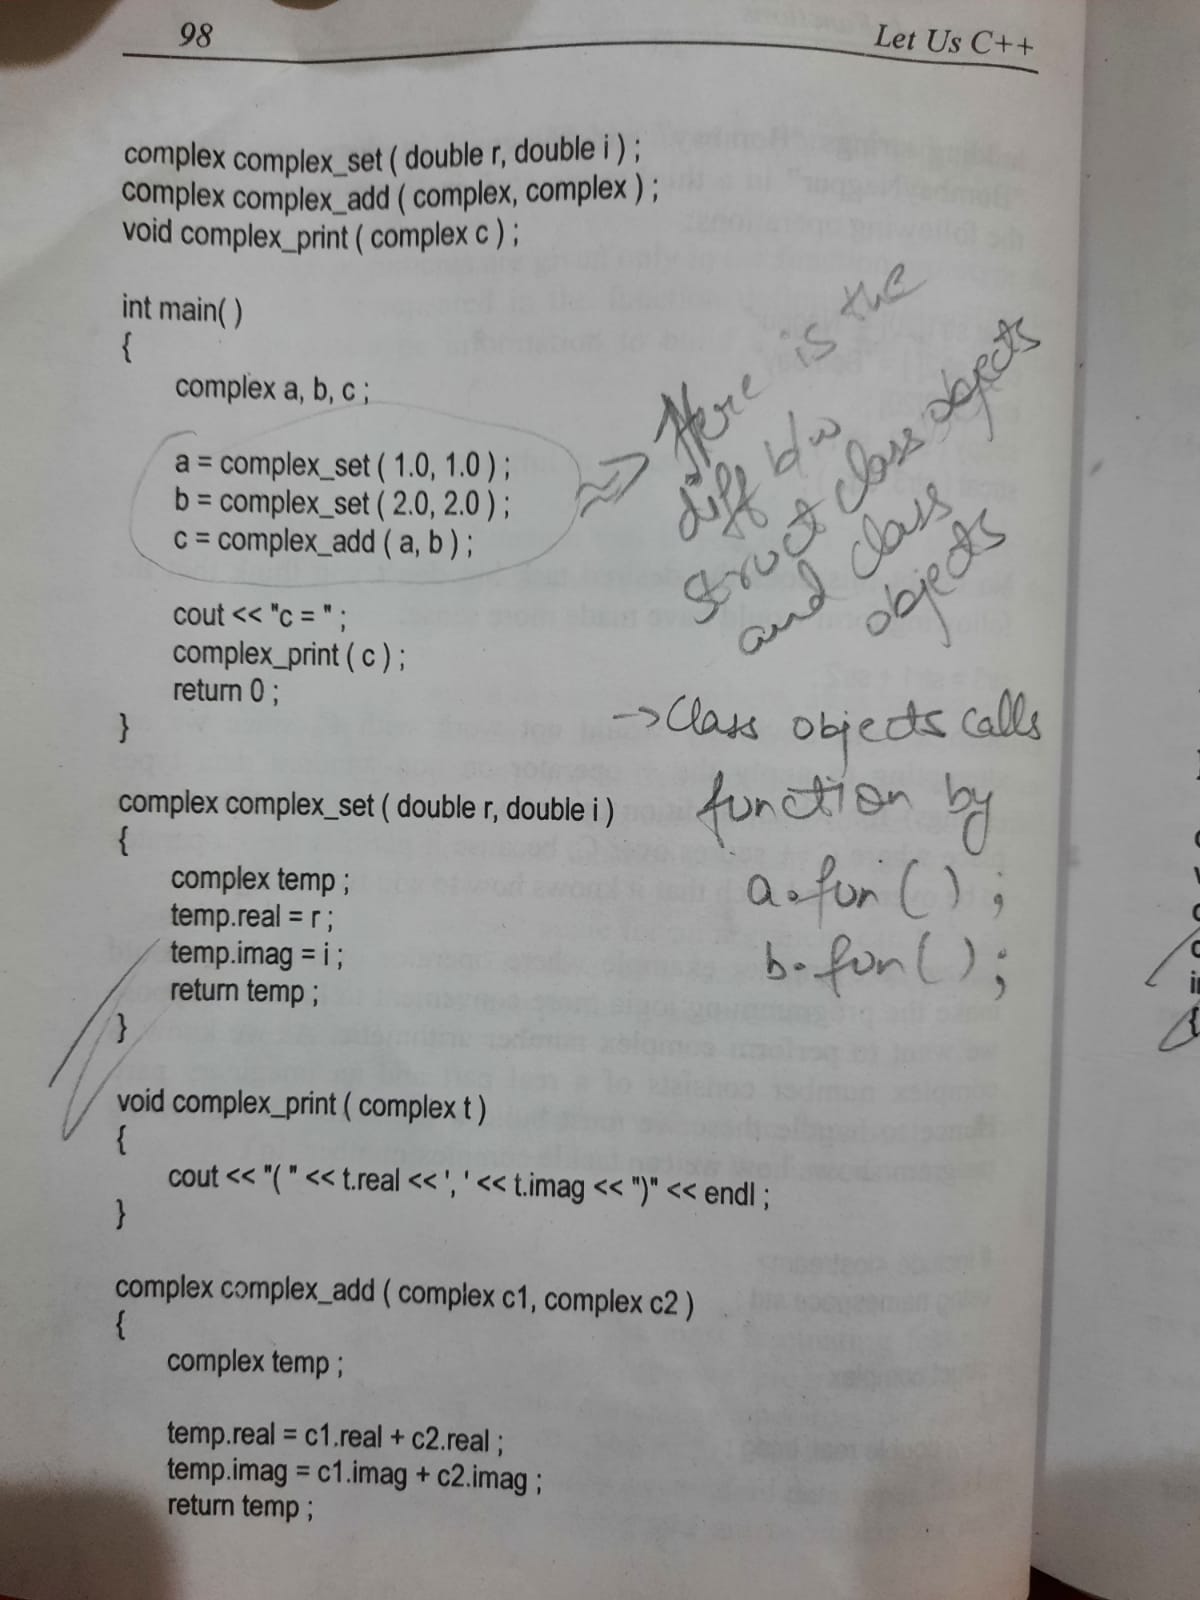 98
Let Us C++
complex complex_set ( double r, double i ) ;
complex complex_add ( complex, complex ) ;
void complex_print ( complex c ) ;
int main( )
{
complex a, b, c ;
a = complex_set ( 1.0, 1.0 ) ;
b = complex_set ( 2.0, 2.0 ) ;
c = complex_add ( a, b ) ;
Here is the
diff b/w
struct class objects
and class
objects
cout << "c = " ;
complex_print ( c ) ;
return 0 ;
}
-> Class objects calls
function by
a.fun ( ) ;
b.fun ( ) ;
complex complex_set ( double r, double i )
{
complex temp ;
temp.real = r ;
temp.imag = i ;
return temp ;
}
void complex_print ( complex t )
{
cout << "( " << t.real << ', ' << t.imag << ")" << endl ;
}
complex complex_add ( complex c1, complex c2 )
{
complex temp ;
temp.real = c1.real + c2.real ;
temp.imag = c1.imag + c2.imag ;
return temp ;